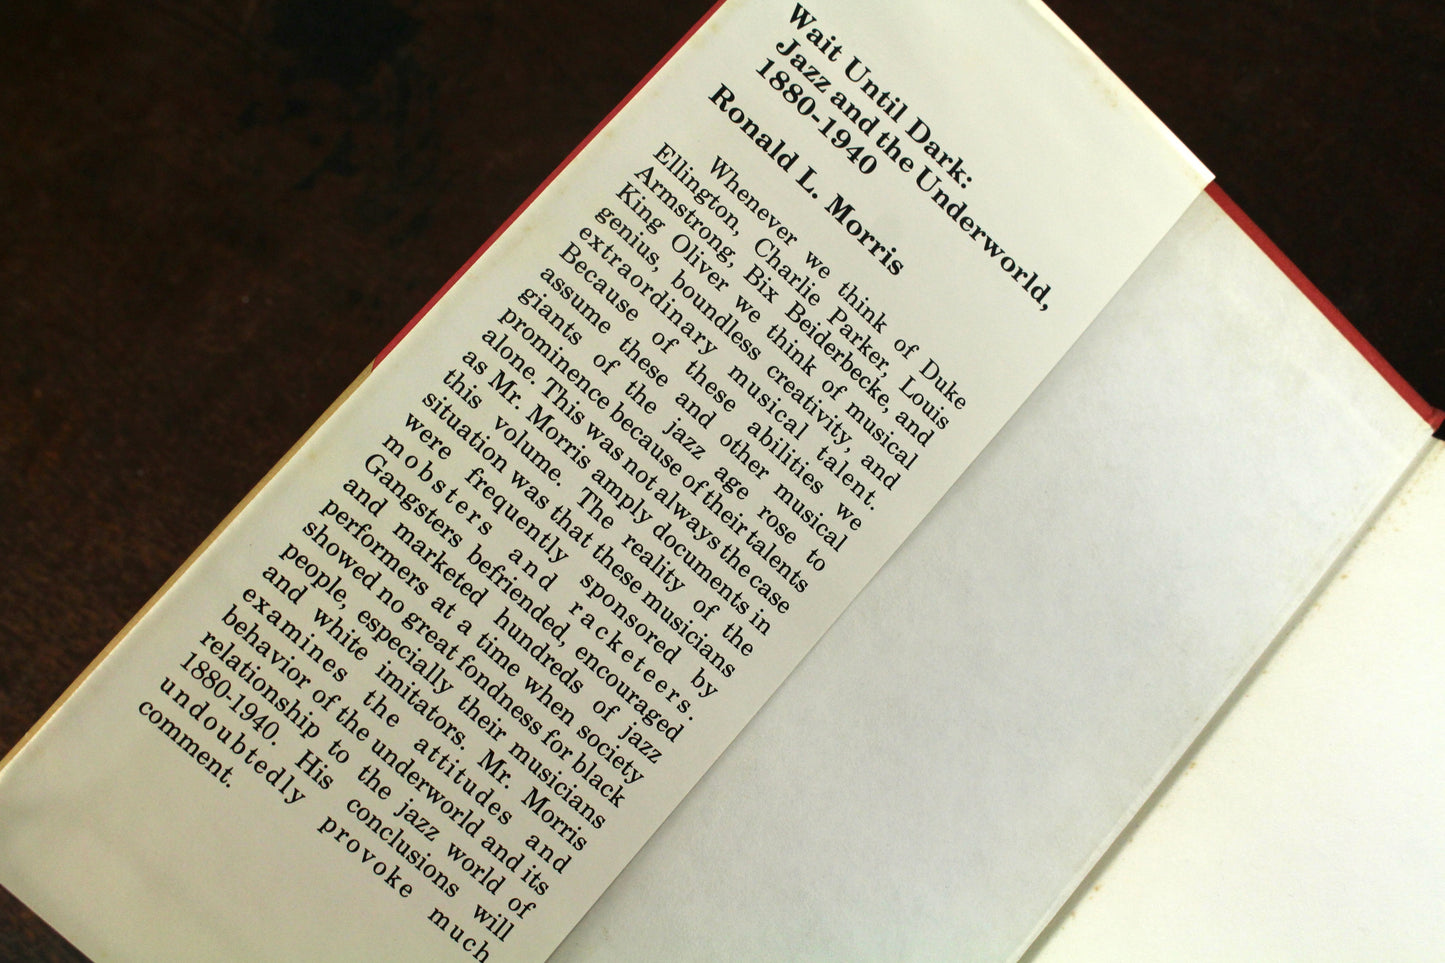 Wait Until Dark:
Jazz and the Underworld,
1880-1940
Ronald L. Morris
Whenever we think of Duke
Ellington, Charlie Parker, Louis
Armstrong, Bix Beiderbecke, and
King Oliver we think of musical
genius, boundless creativity, and
extraordinary musical talent.
Because of these abilities we
assume these and other musical
giants of the jazz age rose to
prominence because of their talents
alone. This was not always the case
as Mr. Morris amply documents in
this volume. The reality of the
situation was that these musicians
were frequently sponsored by
mobsters and racketeers.
Gangsters befriended, encouraged
and marketed hundreds of jazz
performers at a time when society
showed no great fondness for black
people, especially their musicians
and white imitators. Mr. Morris
examines the attitudes and
behavior of the underworld and its
relationship to the jazz world of
1880-1940. His conclusions will
undoubtedly provoke much
comment.